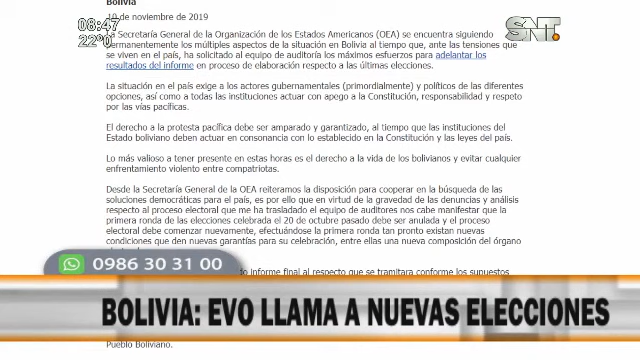 Bolivia
10 de noviembre de 2019
08:47
22°0
SNT.
La Secretaría General de la Organización de los Estados Americanos (OEA) se encuentra siguiendo
permanentemente los múltiples aspectos de la situación en Bolivia al tiempo que, ante las tensiones que
se viven en el país, ha solicitado al equipo de auditoría los máximos esfuerzos para adelantar los
resultados del informe en proceso de elaboración respecto a las últimas elecciones.
La situación en el país exige a los actores gubernamentales (primordialmente) y políticos de las diferentes
opciones, así como a todas las instituciones actuar con apego a la Constitución, responsabilidad y respeto
por las vías pacíficas.
El derecho a la protesta pacífica debe ser amparado y garantizado, al tiempo que las instituciones del
Estado boliviano deben actuar en consonancia con lo establecido en la Constitución y las leyes del país.
Lo más valioso a tener presente en estas horas es el derecho a la vida de los bolivianos y evitar cualquier
enfrentamiento violento entre compatriotas.
Desde la Secretaría General de la OEA reiteramos la disposición para cooperar en la búsqueda de las
soluciones democráticas para el país, es por ello que en virtud de la gravedad de las denuncias y análisis
respecto al proceso electoral que me ha trasladado el equipo de auditores nos cabe manifestar que la
primera ronda de las elecciones celebrada el 20 de octubre pasado debe ser anulada y el proceso
electoral debe comenzar nuevamente, efectuándose la primera ronda tan pronto existan nuevas
condiciones que den nuevas garantías para su celebración, entre ellas una nueva composición del órgano
0986 30 31 00
informe final al respecto que se tramitara conforme los supuestos
BOLIVIA: EVO LLAMA A NUEVAS ELECCIONES
Pueblo Boliviano.